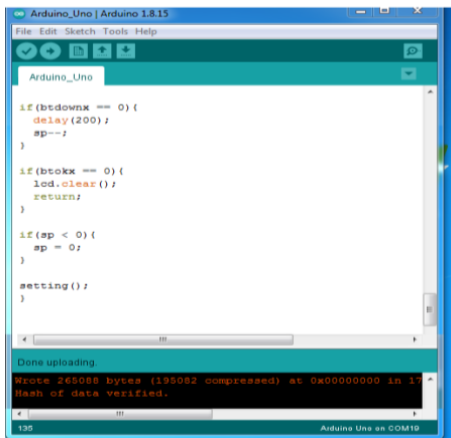 Arduino_Uno | Arduino 1.8.15
File Edit Sketch Tools Help
Arduino_Uno
if(btdownx == 0){
delay(200);
sp--;
}
if(btokx == 0){
lcd.clear();
return;
}
if(sp < 0){
sp = 0;
}
setting();
}
Done uploading.
Wrote 265088 bytes (195082 compressed) at 0x00000000 in 17
Hash of data verified.
135
Arduino Uno on COM19